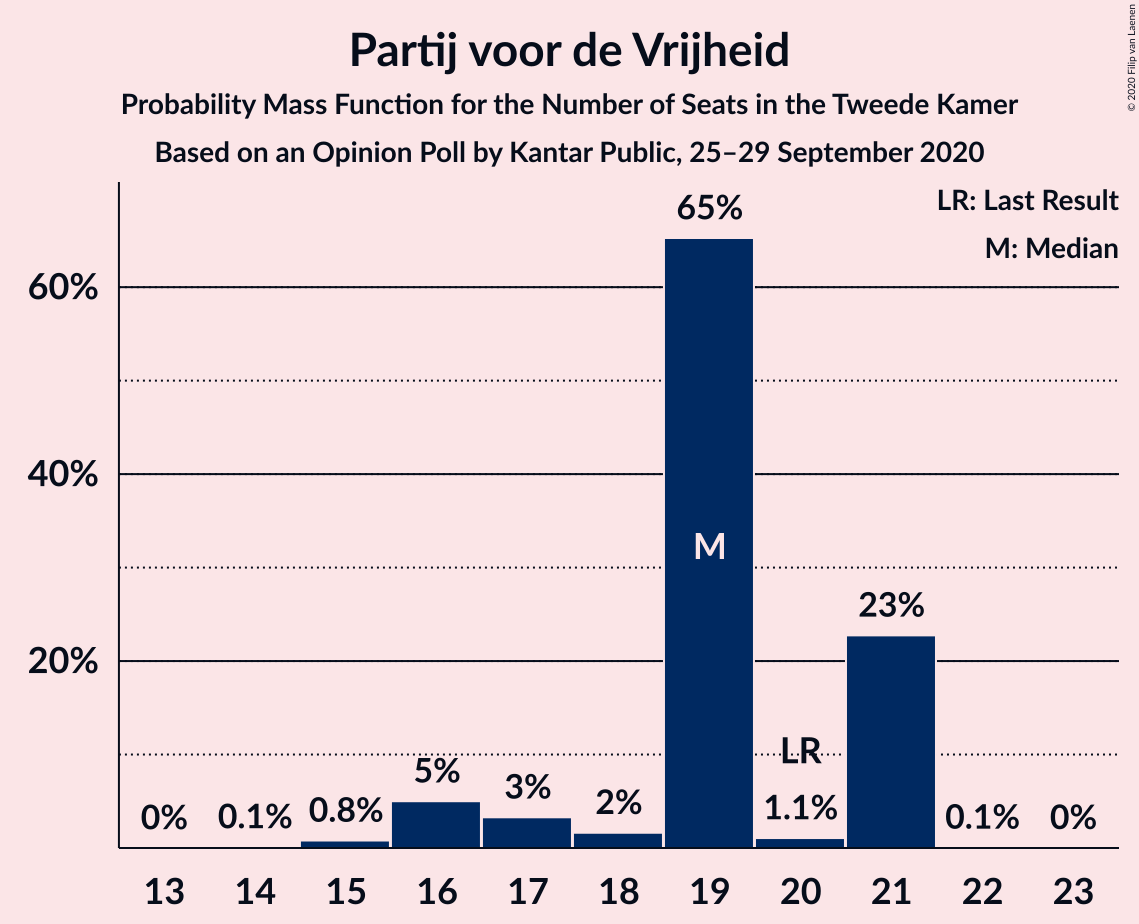 Partij voor de Vrijheid
Probability Mass Function for the Number of Seats in the Tweede Kamer
Based on an Opinion Poll by Kantar Public, 25–29 September 2020
© 2020 Filip van Laenen
LR: Last Result
M: Median
60%
40%
20%
0%
0.1%
0.8%
5%
3%
2%
65%
M
LR
1.1%
23%
0.1%
0%
13 14 15 16 17 18 19 20 21 22 23